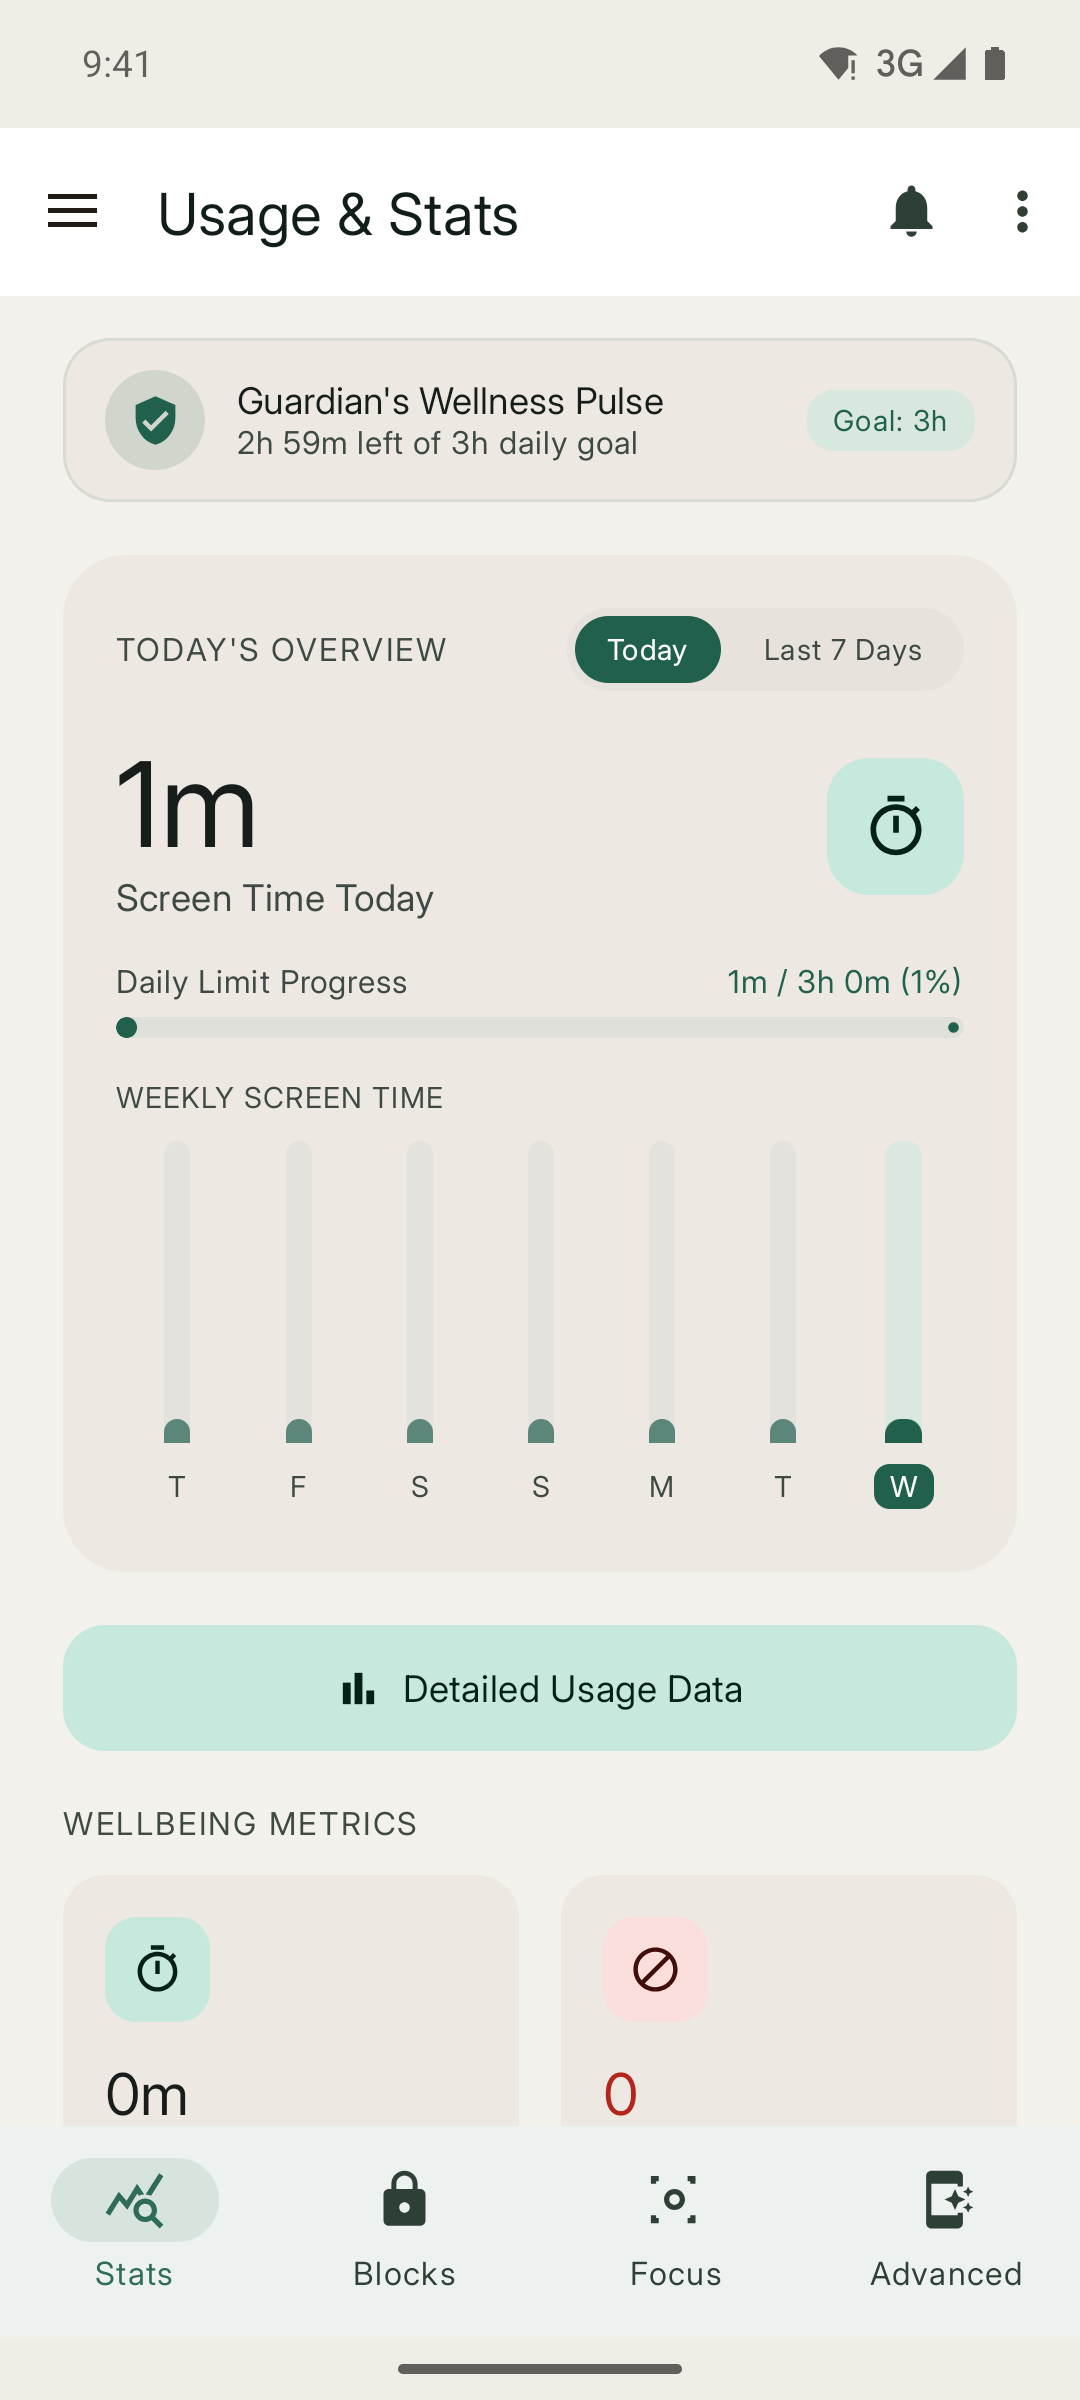 9:41
3G
Usage & Stats
Guardian's Wellness Pulse
2h 59m left of 3h daily goal
Goal: 3h
TODAY'S OVERVIEW
Today
Last 7 Days
1m
Screen Time Today
Daily Limit Progress
1m / 3h 0m (1%)
WEEKLY SCREEN TIME
T F S S M T W
Detailed Usage Data
WELLBEING METRICS
0m
0
Stats
Blocks
Focus
Advanced